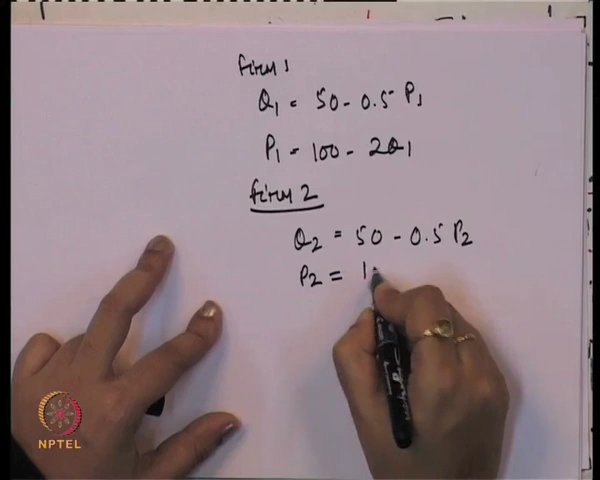 Firm 1
Q1 = 50 - 0.5 P1
P1 = 100 - 2Q1
Firm 2
Q2 = 50 - 0.5 P2
P2 = 1
NPTEL